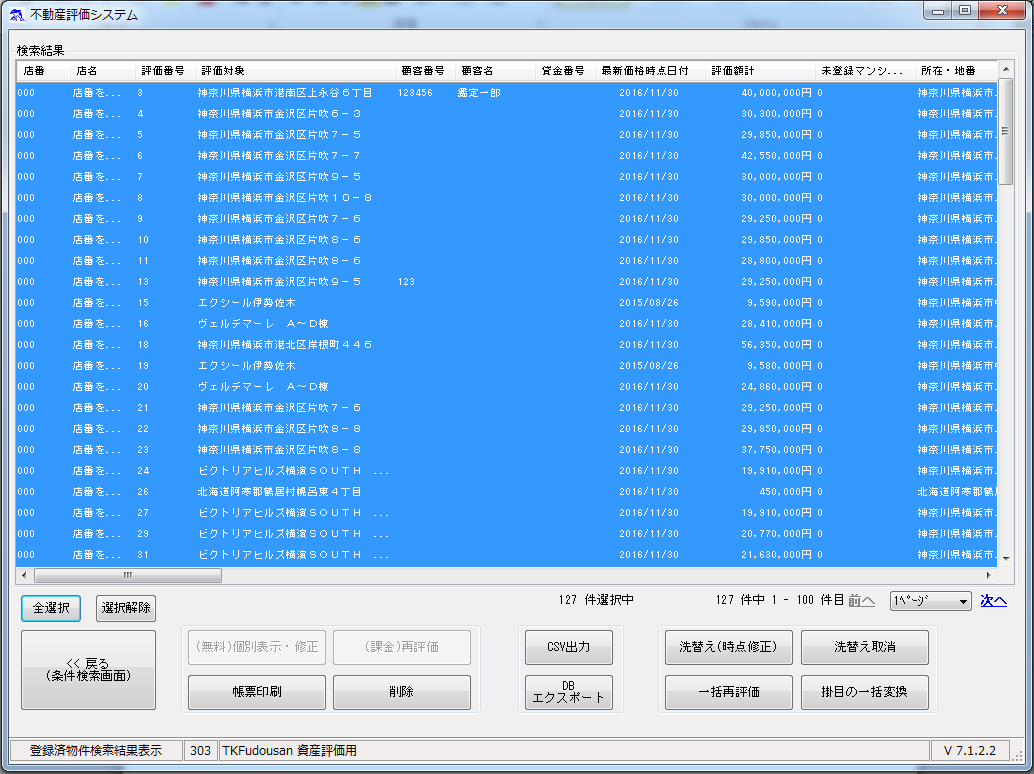 不動産評価システム
検索結果
店番 店名 評価番号 評価対象 顧客番号 顧客名 貸金番号 最新価格時点日付 評価額計 未登録マンシ... 所在・地番
000 店番を... 3 神奈川県横浜市港南区上永谷６丁目 123456 鑑定一郎 2016/11/30 40,000,000円 0 神奈川県横浜市.
000 店番を... 4 神奈川県横浜市金沢区片吹６－３ 2016/11/30 30,300,000円 0 神奈川県横浜市.
000 店番を... 5 神奈川県横浜市金沢区片吹７－５ 2016/11/30 29,850,000円 0 神奈川県横浜市.
000 店番を... 6 神奈川県横浜市金沢区片吹７－７ 2016/11/30 42,550,000円 0 神奈川県横浜市.
000 店番を... 7 神奈川県横浜市金沢区片吹９－５ 2016/11/30 30,000,000円 0 神奈川県横浜市.
000 店番を... 8 神奈川県横浜市金沢区片吹１０－８ 2016/11/30 30,000,000円 0 神奈川県横浜市.
000 店番を... 9 神奈川県横浜市金沢区片吹７－６ 2016/11/30 29,250,000円 0 神奈川県横浜市.
000 店番を... 10 神奈川県横浜市金沢区片吹８－６ 2016/11/30 29,850,000円 0 神奈川県横浜市.
000 店番を... 11 神奈川県横浜市金沢区片吹８－６ 2016/11/30 28,800,000円 0 神奈川県横浜市.
000 店番を... 13 神奈川県横浜市金沢区片吹９－５ 123 2016/11/30 29,250,000円 0 神奈川県横浜市.
000 店番を... 15 エクシール伊勢佐木 2015/08/26 9,590,000円 0 神奈川県横浜市
000 店番を... 16 ヴェルデマーレ　Ａ～Ｄ棟 2016/11/30 28,410,000円 0 神奈川県横浜市.
000 店番を... 18 神奈川県横浜市港北区岸根町４４６ 2016/11/30 56,350,000円 0 神奈川県横浜市.
000 店番を... 19 エクシール伊勢佐木 2015/08/26 9,580,000円 0 神奈川県横浜市
000 店番を... 20 ヴェルデマーレ　Ａ～Ｄ棟 2016/11/30 24,860,000円 0 神奈川県横浜市.
000 店番を... 21 神奈川県横浜市金沢区片吹７－６ 2016/11/30 29,250,000円 0 神奈川県横浜市.
000 店番を... 22 神奈川県横浜市金沢区片吹８－８ 2016/11/30 29,850,000円 0 神奈川県横浜市.
000 店番を... 23 神奈川県横浜市金沢区片吹８－８ 2016/11/30 37,750,000円 0 神奈川県横浜市.
000 店番を... 24 ビクトリアヒルズ横濱ＳＯＵＴＨ ... 2016/11/30 19,910,000円 0 神奈川県横浜市.
000 店番を... 26 北海道阿寒郡鶴居村幌呂東４丁目 2016/11/30 450,000円 0 北海道阿寒郡鶴
000 店番を... 27 ビクトリアヒルズ横濱ＳＯＵＴＨ ... 2016/11/30 19,910,000円 0 神奈川県横浜市.
000 店番を... 29 ビクトリアヒルズ横濱ＳＯＵＴＨ ... 2016/11/30 20,770,000円 0 神奈川県横浜市.
000 店番を... 31 ビクトリアヒルズ横濱ＳＯＵＴＨ ... 2016/11/30 21,630,000円 0 神奈川県横浜市.
全選択 選択解除 127 件選択中 127 件中 1 - 100 件目 前へ 1ﾍﾟｰｼﾞ 次へ
<< 戻る
(条件検索画面)
(無料)個別表示・修正 (課金)再評価 CSV出力 洗替え(時点修正) 洗替え取消
帳票印刷 削除 DB
エクスポート
一括再評価 掛目の一括変換
登録済物件検索結果表示 303 TKFudousan 資産評価用 V 7.1.2.2